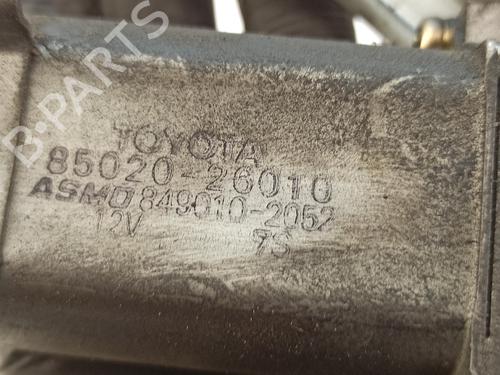 B-PARTS
TOYOTA
85020-26010
ASMO 849010-2052
12V 7S